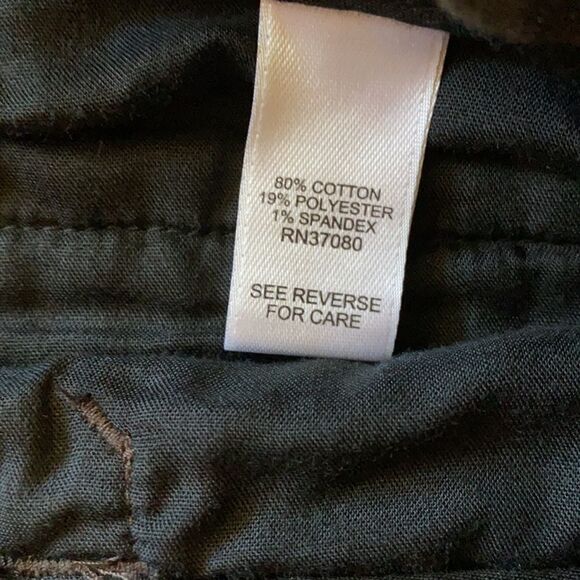 80% COTTON
19% POLYESTER
1% SPANDEX
RN37080
SEE REVERSE
FOR CARE